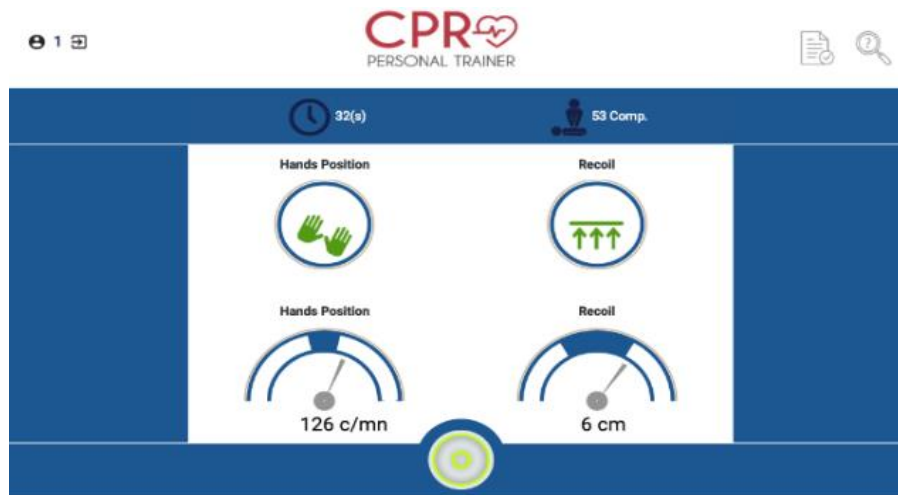 1
CPR
PERSONAL TRAINER
32(s)
53 Comp.
Hands Position
Recoil
Hands Position
Recoil
126 c/mn
6 cm